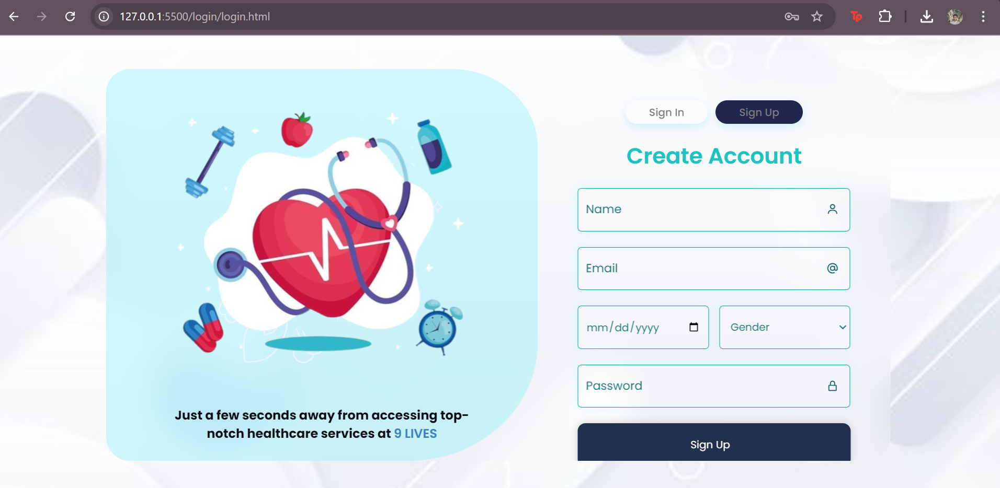 127.0.0.1:5500/login/login.html
Tp
Sign In
Sign Up
Create Account
Name
Email
@
mm/dd/yyyy
Gender
Password
Sign Up
Just a few seconds away from accessing top-
notch healthcare services at 9 LIVES